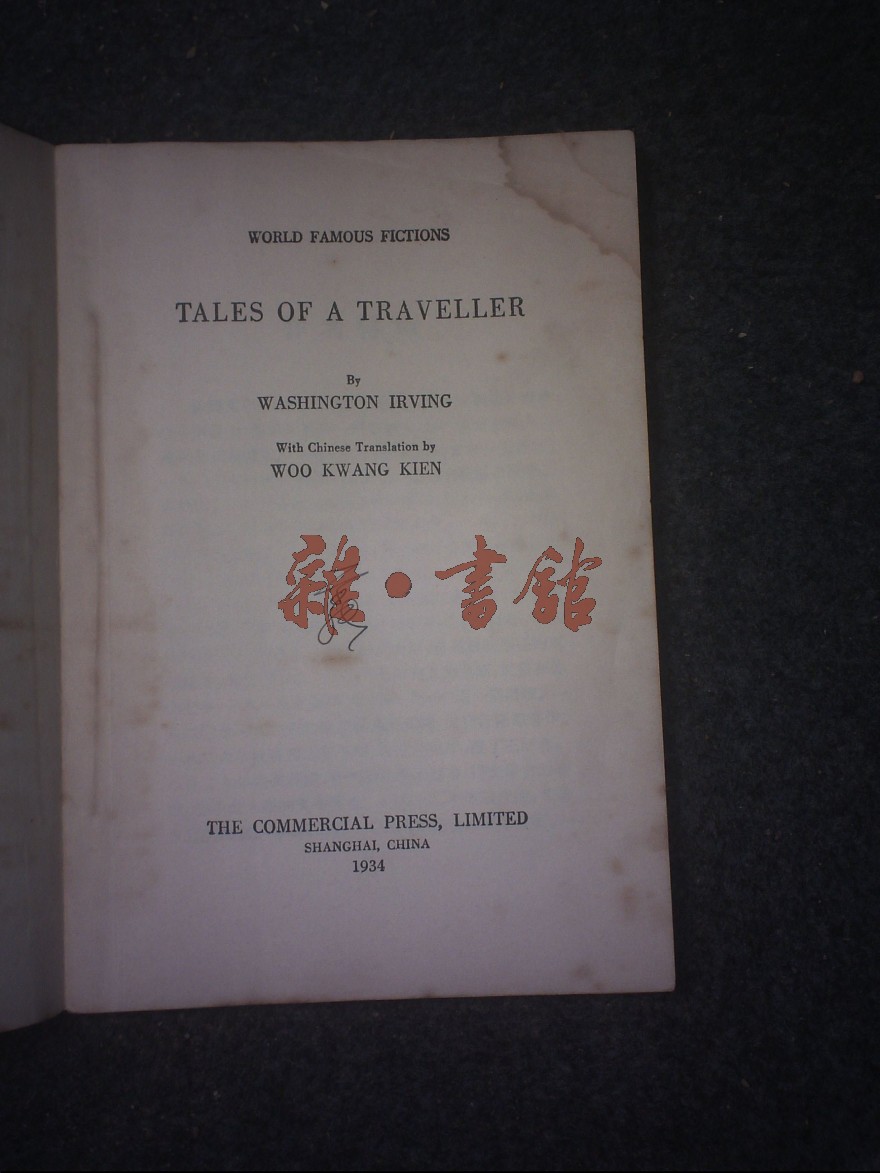 WORLD FAMOUS FICTIONS
TALES OF A TRAVELLER
By
WASHINGTON IRVING
With Chinese Translation by
WOO KWANG KIEN
雜·書館
THE COMMERCIAL PRESS, LIMITED
SHANGHAI, CHINA
1934